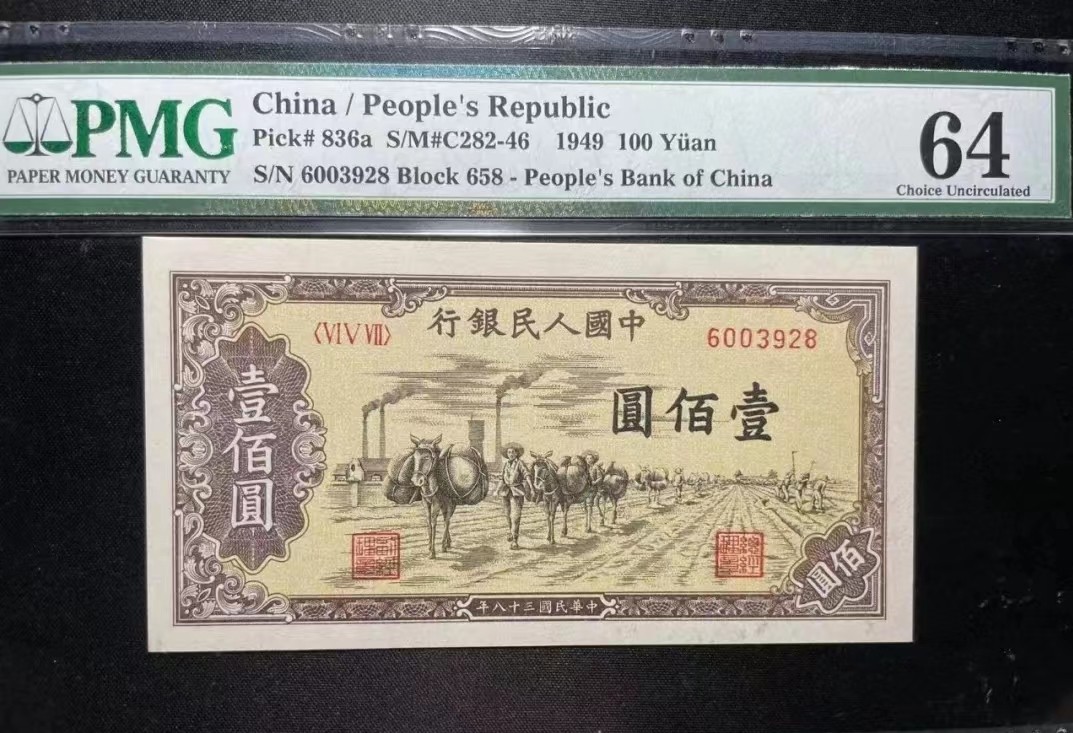 PMG
PAPER MONEY GUARANTY
China / People's Republic
Pick# 836a S/M#C282-46 1949 100 Yüan
S/N 6003928 Block 658 - People's Bank of China
64
Choice Uncirculated
〈VI V VII〉
行銀民人國中
6003928
圓佰壹
壹佰圓
佰圓
年八十三國民華中